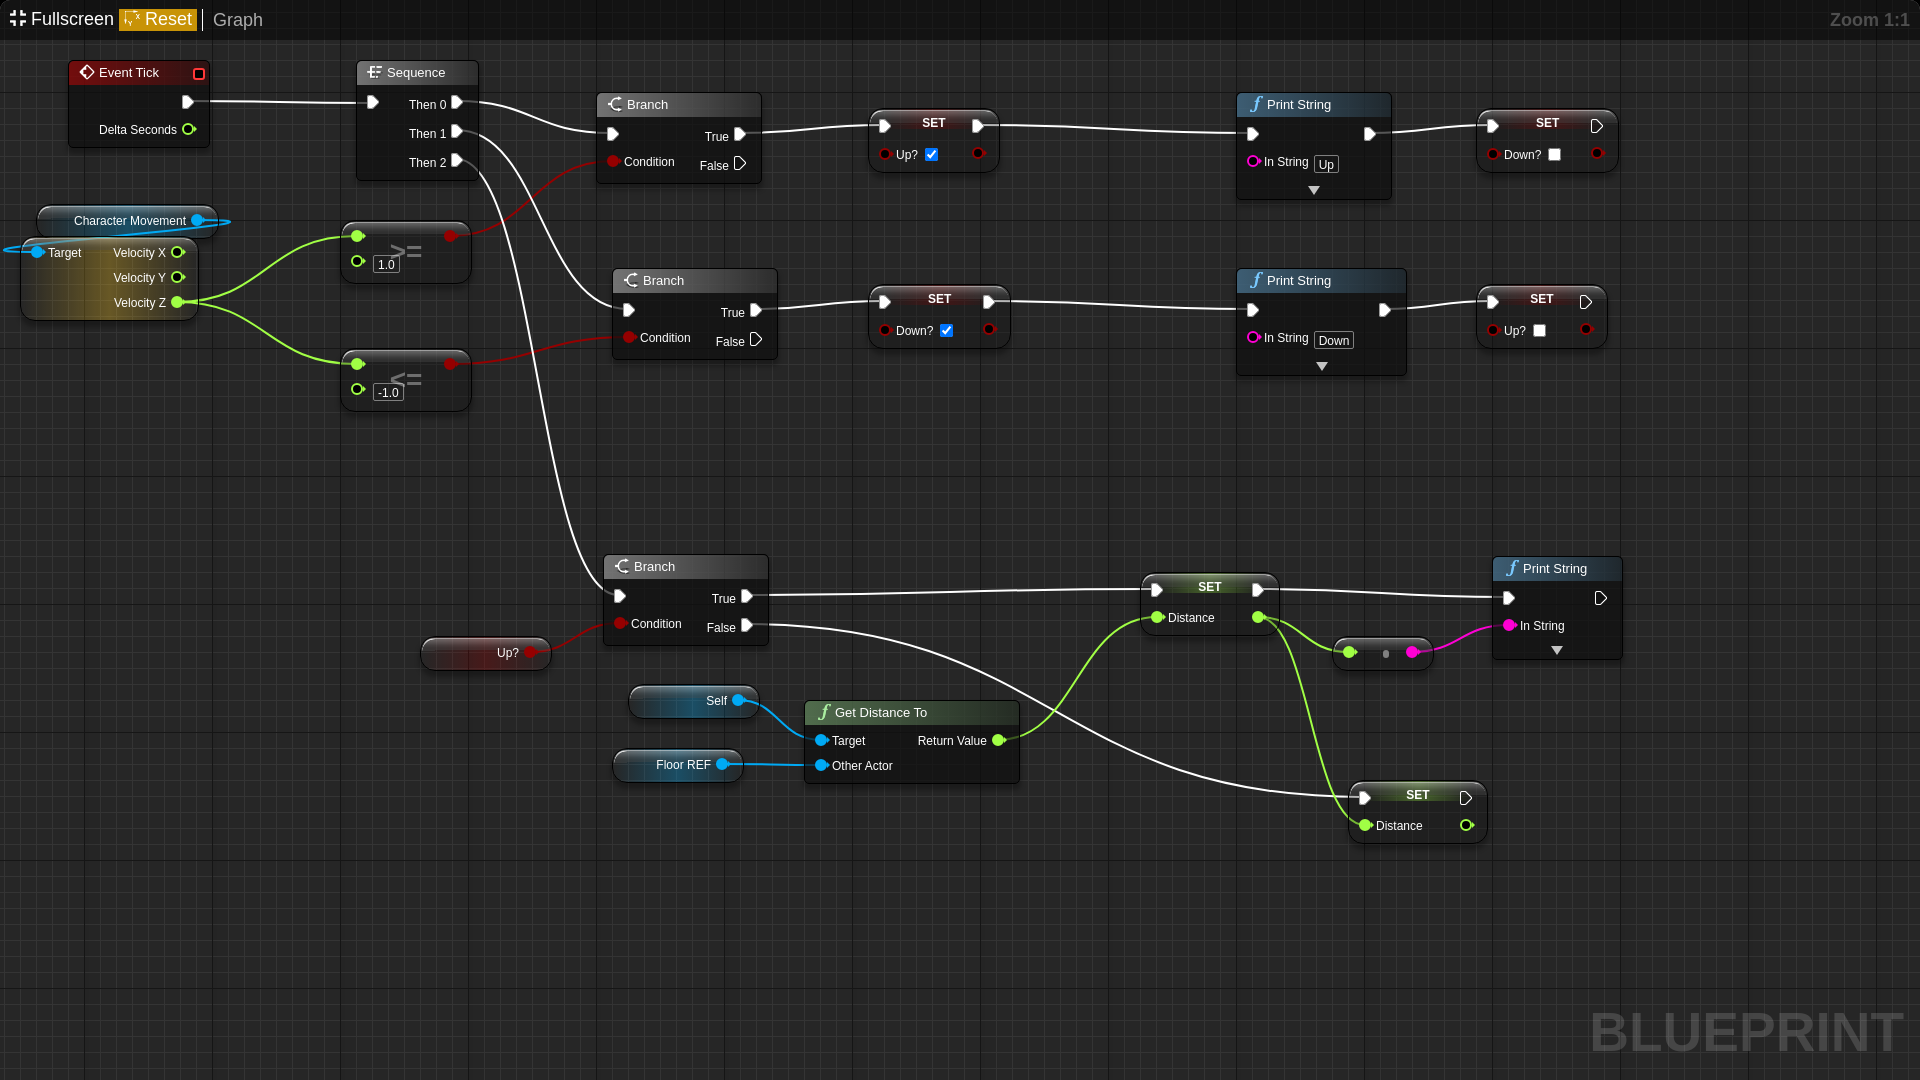 Fullscreen Reset Graph Zoom 1:1
Event Tick
Delta Seconds
Sequence
Then 0
Then 1
Then 2
Branch
True
Condition
False
SET
Up?
Print String
In String Up
SET
Down?
Character Movement
Target Velocity X
Velocity Y
Velocity Z
>=
1.0
<=
-1.0
Branch
True
Condition
False
SET
Down?
Print String
In String Down
SET
Up?
Branch
True
Condition
False
Up?
Self
Floor REF
Get Distance To
Target Return Value
Other Actor
SET
Distance
Print String
In String
SET
Distance
BLUEPRINT